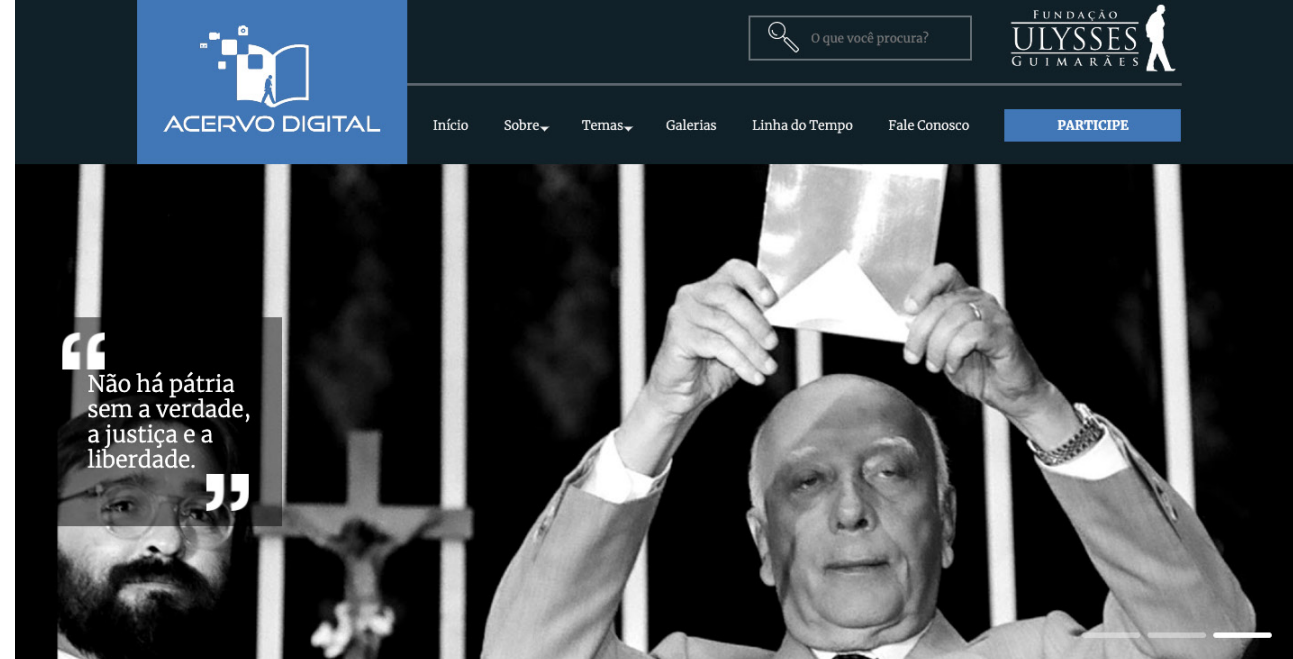 O que você procura?
FUNDAÇÃO
ULYSSES
GUIMARÃES
ACERVO DIGITAL
Início
Sobre
Temas
Galerias
Linha do Tempo
Fale Conosco
PARTICIPE
“
Não há pátria
sem a verdade,
a justiça e a
liberdade.
”